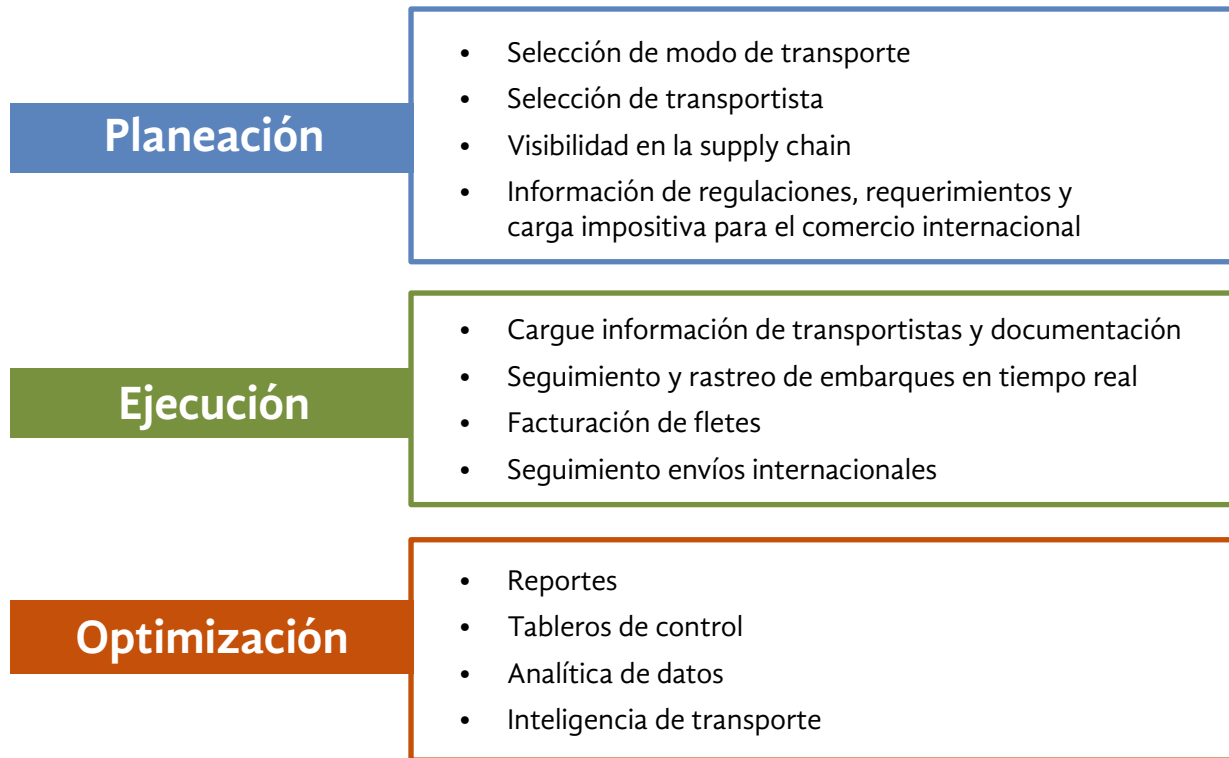 Planeación
• Selección de modo de transporte
• Selección de transportista
• Visibilidad en la supply chain
• Información de regulaciones, requerimientos y
carga impositiva para el comercio internacional
Ejecución
• Cargue información de transportistas y documentación
• Seguimiento y rastreo de embarques en tiempo real
• Facturación de fletes
• Seguimiento envíos internacionales
Optimización
• Reportes
• Tableros de control
• Analítica de datos
• Inteligencia de transporte